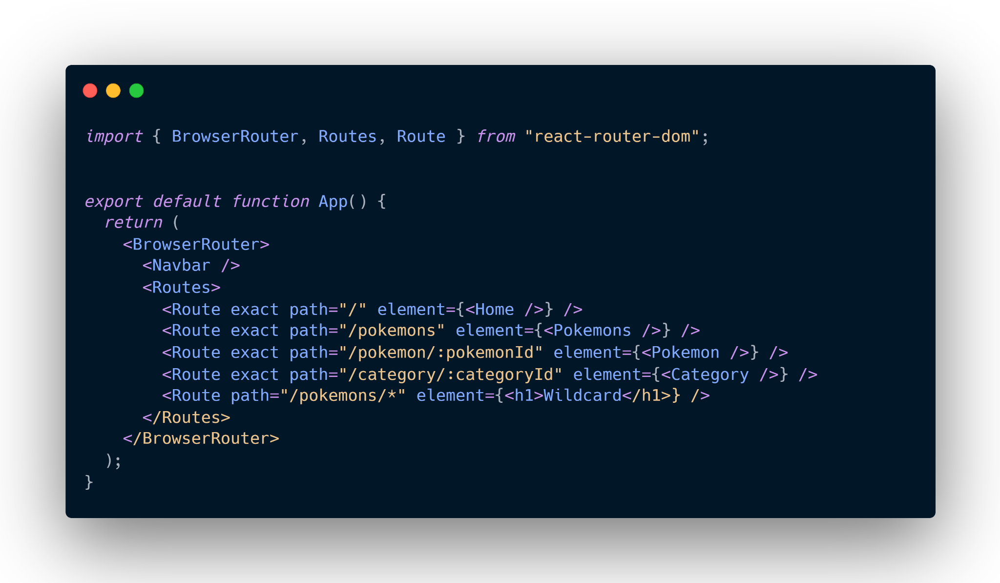 import { BrowserRouter, Routes, Route } from "react-router-dom";
export default function App() {
  return (
    <BrowserRouter>
      <Navbar />
      <Routes>
        <Route exact path="/" element={<Home />} />
        <Route exact path="/pokemons" element={<Pokemons />} />
        <Route exact path="/pokemon/:pokemonId" element={<Pokemon />} />
        <Route exact path="/category/:categoryId" element={<Category />} />
        <Route path="/pokemons/*" element={<h1>Wildcard</h1>} />
      </Routes>
    </BrowserRouter>
  );
}